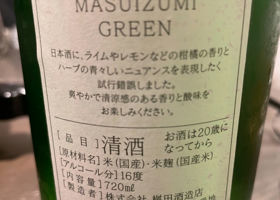 MASUIZUMI
GREEN
日本酒に、ライムやレモンなどの柑橘の香りと
ハーブの青々しいニュアンスを表現したく
試行錯誤しました。
爽やかで清涼感のある香りと酸味を
お楽しみください。
[品目]清酒 お酒は20歳に
なってから
[原材料]米(国産)・米麹(国産米)
[アルコール分]16度
[内容量]720㎖
[製造者]株式会社 桝田酒造店